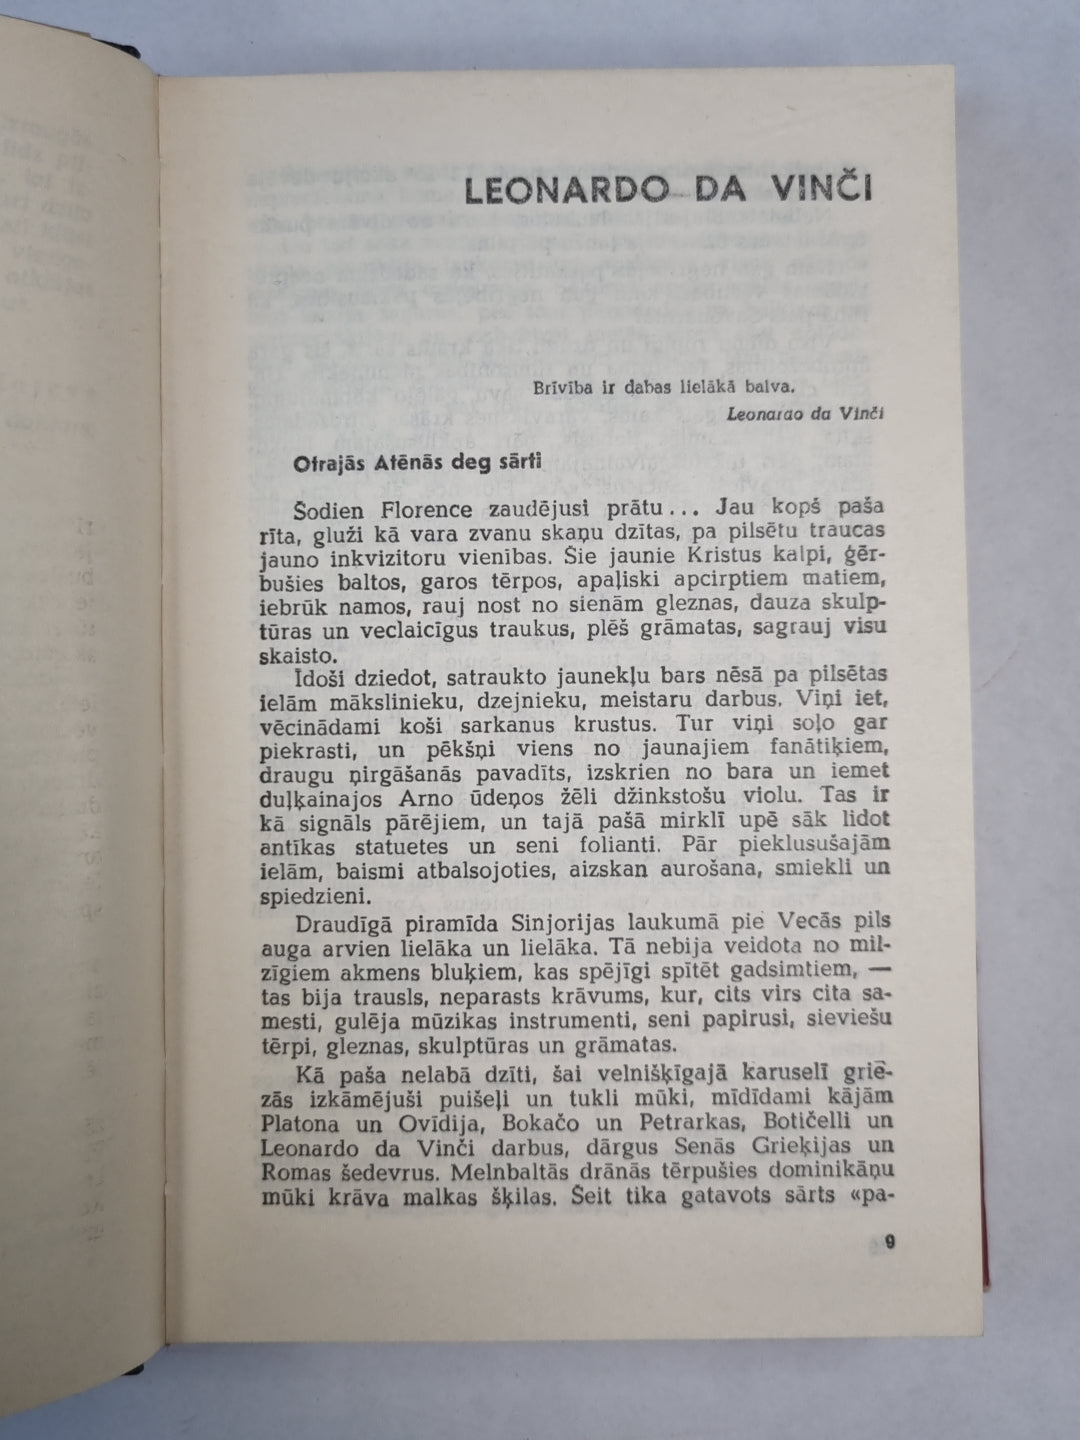 LEONARDO DA VINČI
Brīvība ir dabas lielākā balva.
Leonardo da Vinči
Otrajās Atēnās deg sārti
Šodien Florence zaudējusi prātu... Jau kopš paša
rīta, gluži kā vara zvanu skaņu dzītas, pa pilsētu traucas
jauno inkvizitoru vienības. Šie jaunie Kristus kalpi, ģēr-
bušies baltos, garos tērpos, apaļiski apcirptiem matiem,
iebrūk namos, rauj nost no sienām gleznas, dauza skulp-
tūras un veclaicīgus traukus, plēš grāmatas, sagrauj visu
skaisto.
Īdoši dziedot, satraukto jaunekļu bars nēsā pa pilsētas
ielām mākslinieku, dzejnieku, meistaru darbus. Viņi iet,
vēcinādami koši sarkanus krustus. Tur viņi soļo gar
piekrasti, un pēkšņi viens no jaunajiem fanātiķiem,
draugu ņirgāšanās pavadīts, izskrien no bara un iemet
duļķainajos Arno ūdeņos žēli džinkstošu violu. Tas ir
kā signāls pārējiem, un tajā pašā mirklī upē sāk lidot
antīkas statuetes un seni folianti. Pār pieklusušajām
ielām, baismi atbalsojoties, aizskan aurošana, smiekli un
spiedzieni.
Draudīgā piramīda Sinjorijas laukumā pie Vecās pils
auga arvien lielāka un lielāka. Tā nebija veidota no mil-
zīgiem akmens bluķiem, kas spējīgi spītēt gadsimtiem, —
tas bija trausls, neparasts krāvums, kur, cits virs cita sa-
mesti, gulēja mūzikas instrumenti, seni papirusi, sieviešu
tērpi, gleznas, skulptūras un grāmatas.
Kā paša nelabā dzīti, šai velnišķīgajā karuselī griē-
zās izkāmējuši puišeļi un tukli mūki, mīdīdami kājām
Platona un Ovīdija, Bokačo un Petrarkas, Botičelli un
Leonardo da Vinči darbus, dārgus Senās Grieķijas un
Romas šedevrus. Melnbaltās drānās tērpušies dominikāņu
mūki krāva malkas šķilas. Šeit tika gatavots sārts «pa-
9